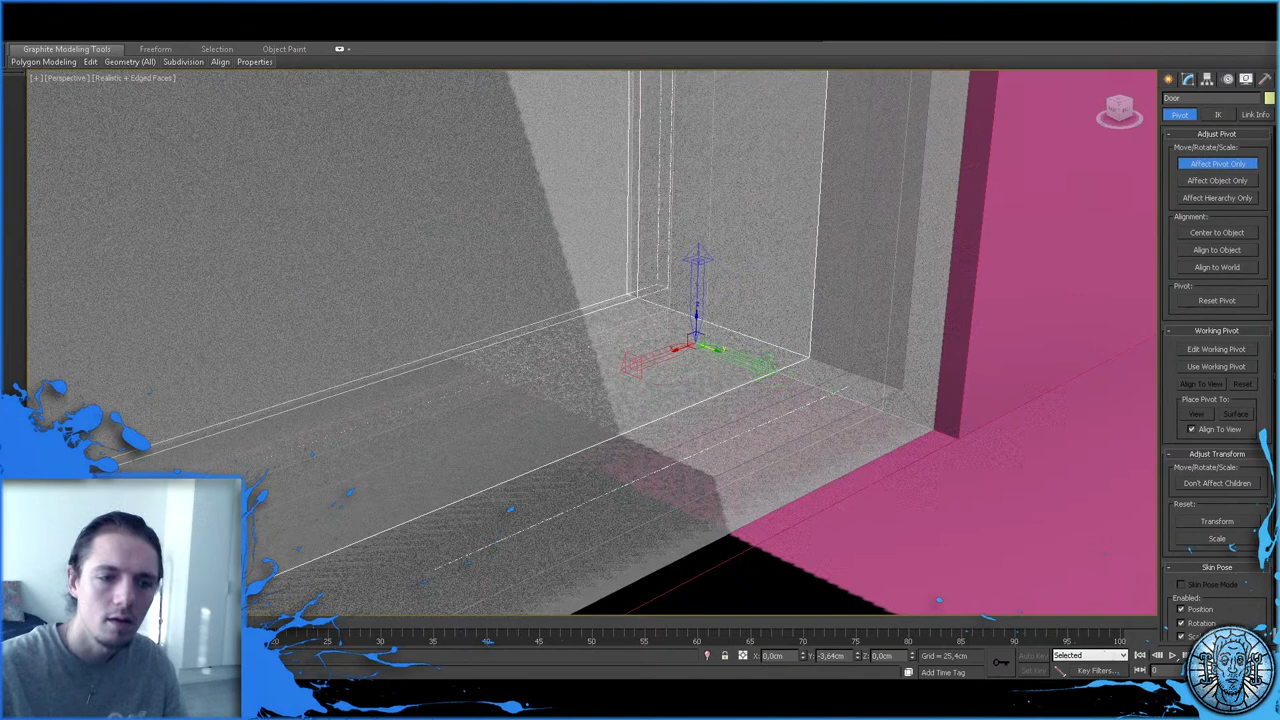 Graphite Modeling Tools Freeform Selection Object Paint
Polygon Modeling Edit Geometry (All) Subdivision Align Properties
[+] [Perspective] [Realistic + Edged Faces]
Door
Pivot IK Link Info
- Adjust Pivot
Move/Rotate/Scale:
Affect Pivot Only
Affect Object Only
Affect Hierarchy Only
Alignment:
Center to Object
Align to Object
Align to World
Pivot:
Reset Pivot
- Working Pivot
Edit Working Pivot
Use Working Pivot
Align To View Reset
Place Pivot To:
View Surface
Align To View
- Adjust Transform
Move/Rotate/Scale:
Don't Affect Children
Reset:
Transform
Scale
- Skin Pose
Skin Pose Mode
Enabled:
Position
Rotation
25 30 35 40 45 50 55 60 65 70 75 80 85 90 95 100
X: 0,0cm Y: -3,64cm Z: 0,0cm Grid = 25,4cm Auto Key Selected
Add Time Tag Set Key Key Filters... 0